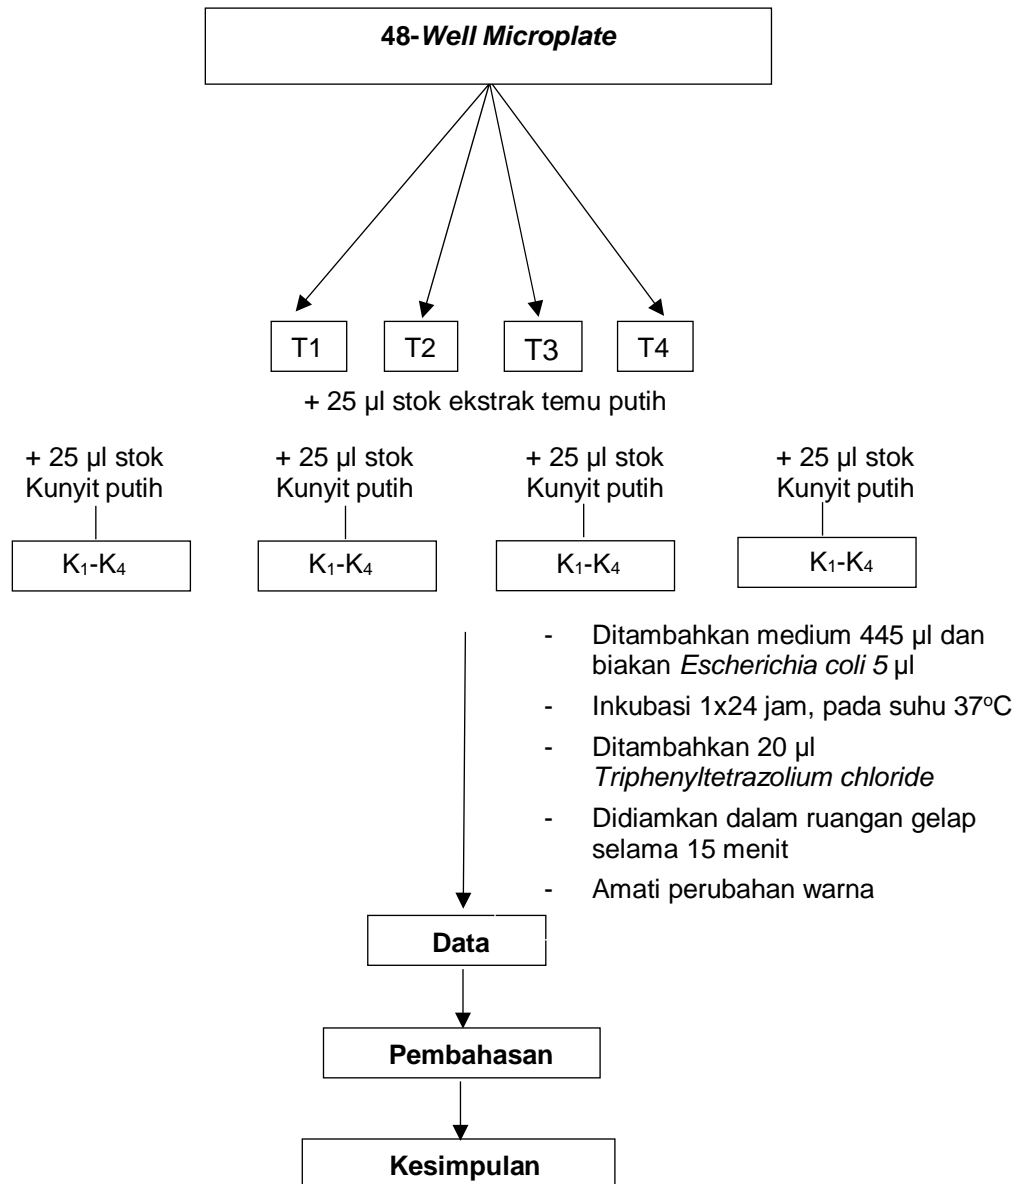 48-Well Microplate
T1 T2 T3 T4
+ 25 µl stok ekstrak temu putih
+ 25 µl stok
Kunyit putih
K₁-K₄
+ 25 µl stok
Kunyit putih
K₁-K₄
+ 25 µl stok
Kunyit putih
K₁-K₄
+ 25 µl stok
Kunyit putih
K₁-K₄
- Ditambahkan medium 445 µl dan
biakan Escherichia coli 5 µl
- Inkubasi 1x24 jam, pada suhu 37ºC
- Ditambahkan 20 µl
Triphenyltetrazolium chloride
- Didiamkan dalam ruangan gelap
selama 15 menit
- Amati perubahan warna
Data
Pembahasan
Kesimpulan